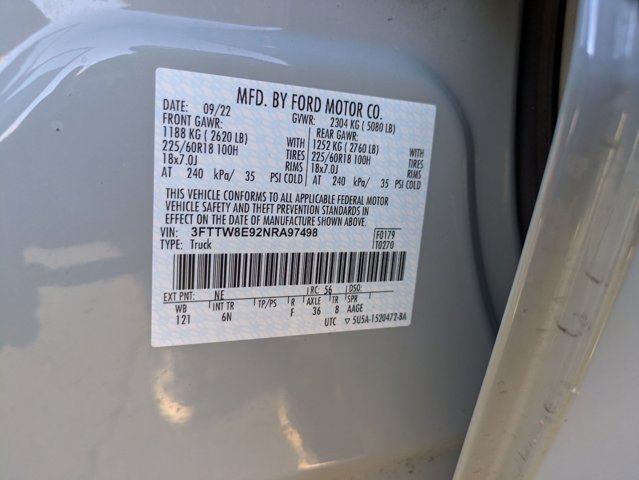 MFD. BY FORD MOTOR CO.
DATE: 09/22 GVWR: 2304 KG ( 5080 LB)
FRONT GAWR: REAR GAWR:
1188 KG ( 2620 LB) WITH 1252 KG ( 2760 LB) WITH
225/60R18 100H TIRES 225/60R18 100H TIRES
18x7.0J RIMS 18x7.0J RIMS
AT 240 kPa/ 35 PSI COLD AT 240 kPa/ 35 PSI COLD
THIS VEHICLE CONFORMS TO ALL APPLICABLE FEDERAL MOTOR
VEHICLE SAFETY AND THEFT PREVENTION STANDARDS IN
EFFECT ON THE DATE OF MANUFACTURE SHOWN ABOVE.
VIN: 3FTTW8E92NRA97498 F0179
TYPE: Truck T0270
EXT PNT: NE RC: 56 DSO:
WB INT TR TP/PS R AXLE TR SPR
121 6N F 36 8 AAGE
UTC ▽ 5U5A-1520472-BA